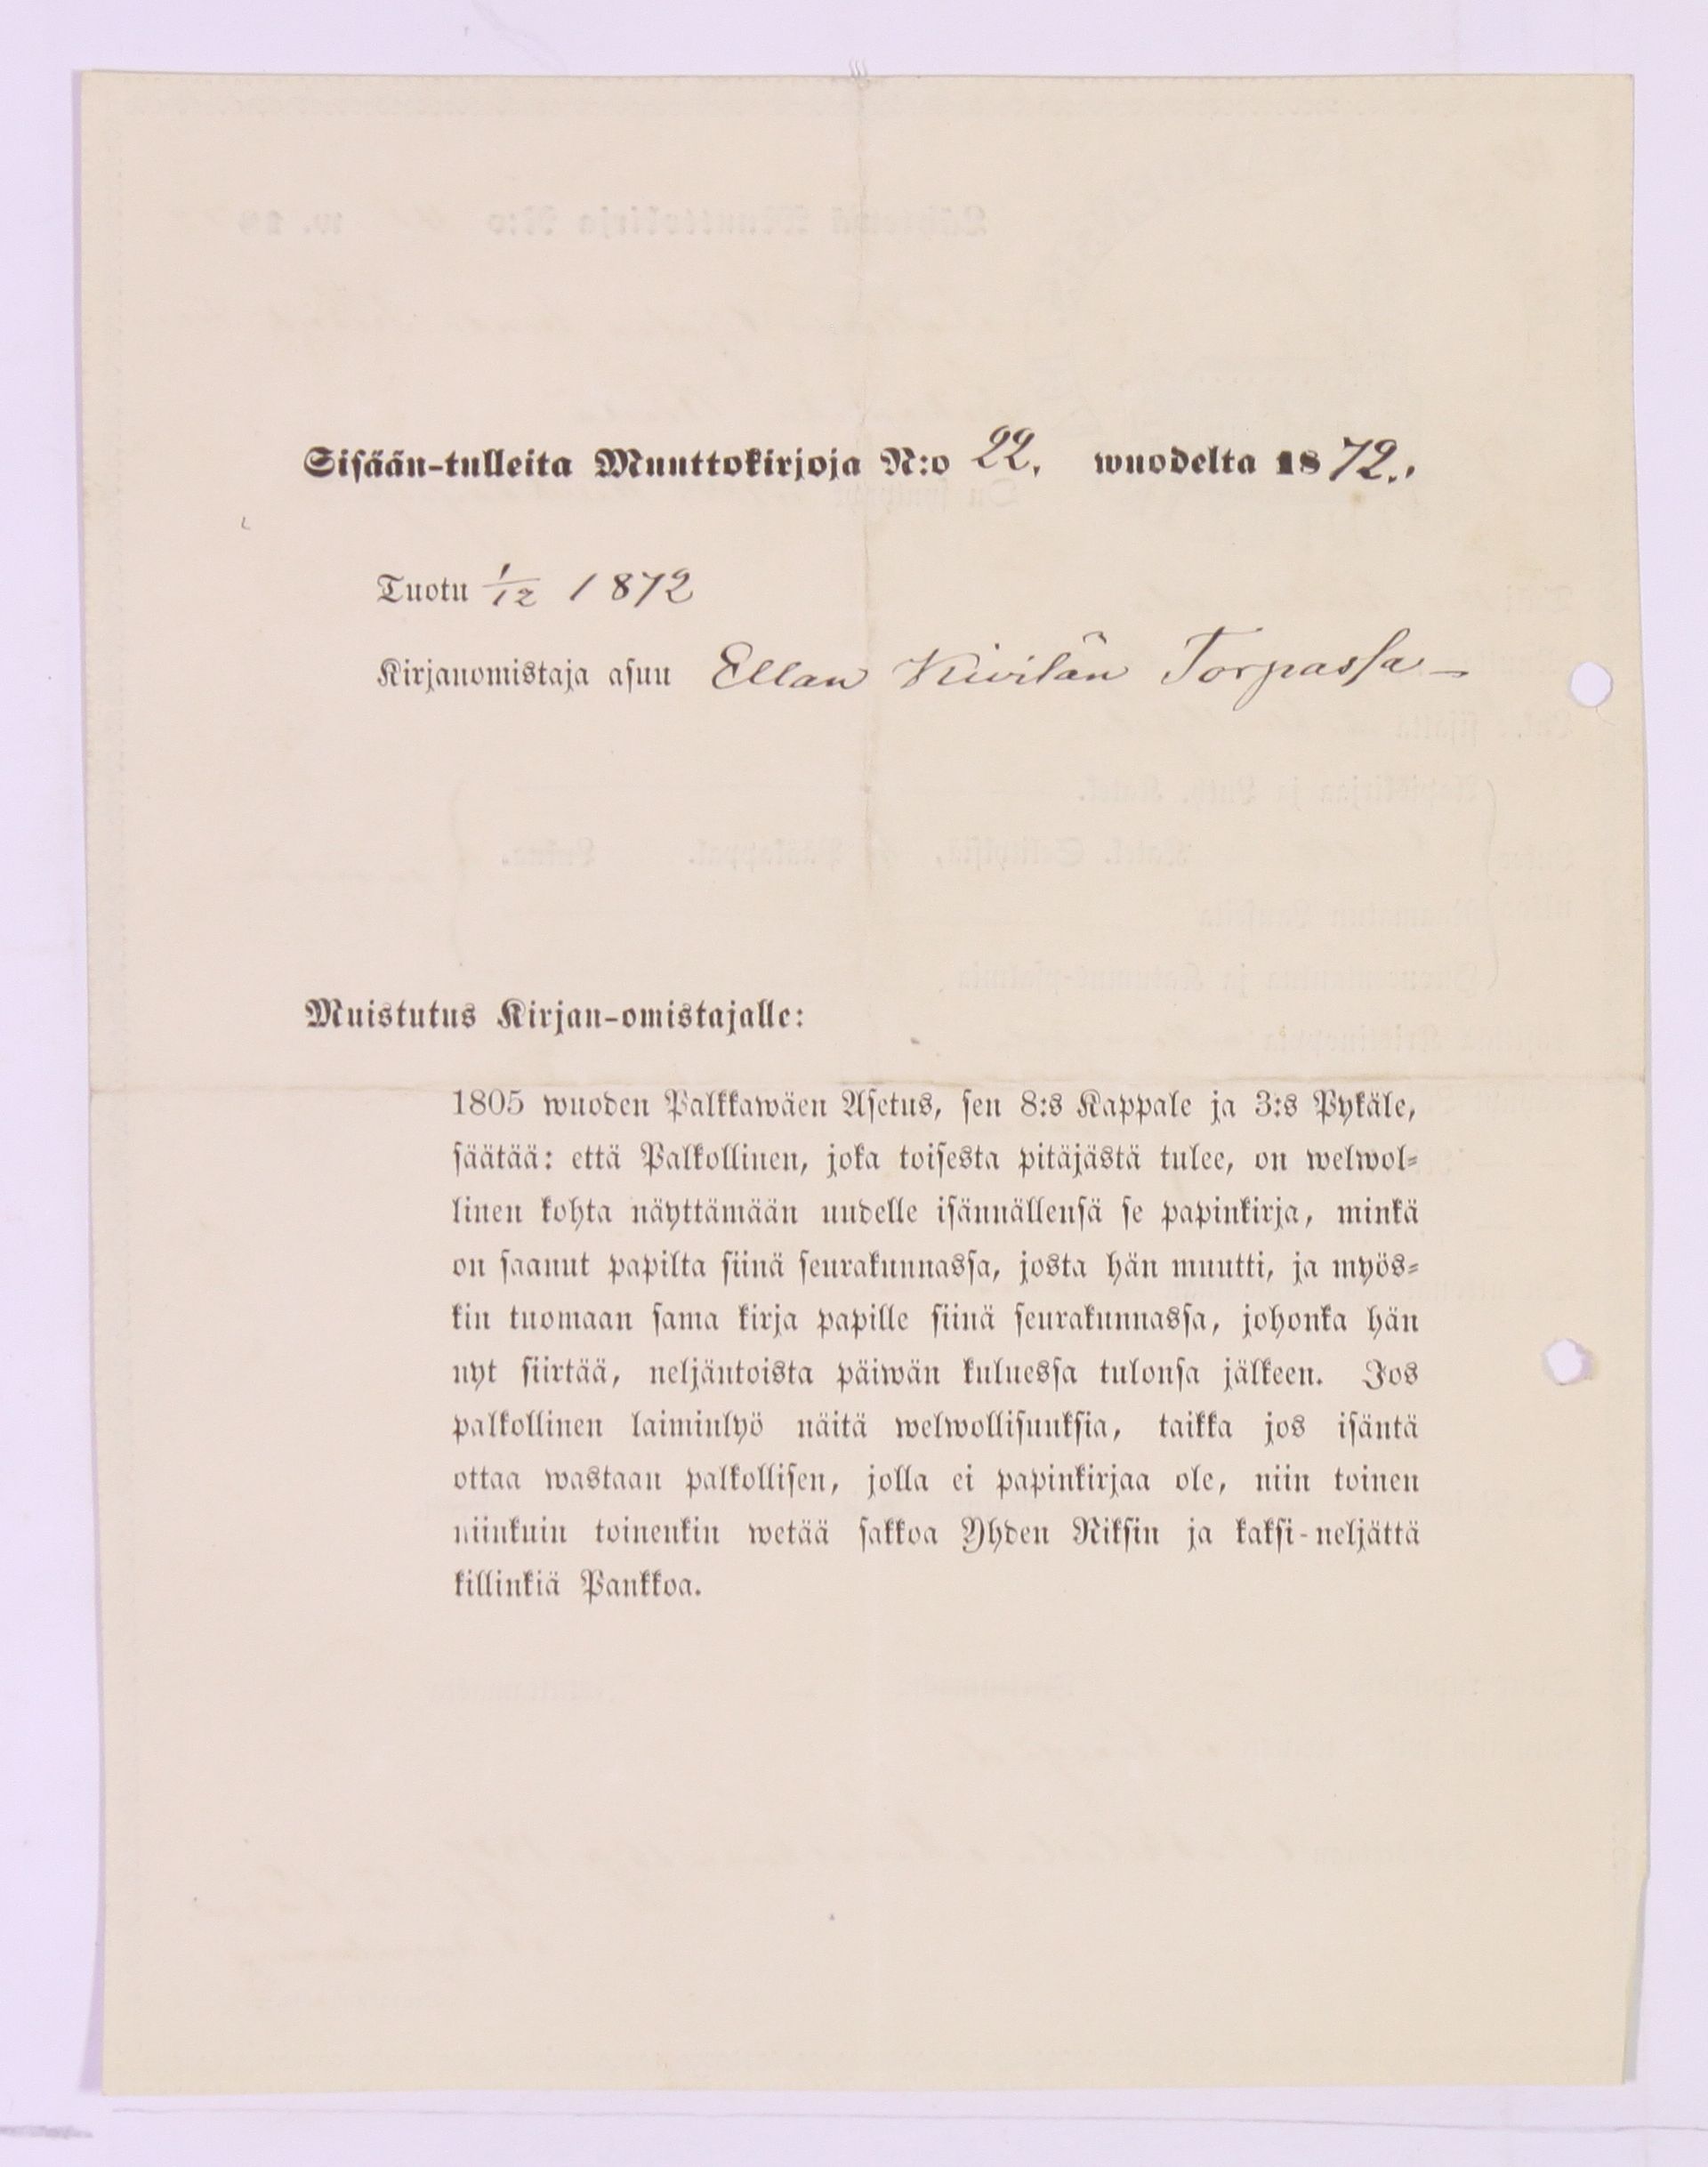 Sisään-tulleita Muuttokirjoja N:o 22. wuodelta 1872.
Tuotu 1/12 1872
Kirjanomistaja asuu Ellan Kivilän Torpassa
Muistutus Kirjan-omistajalle:
1805 wuoden Palkkawäen Asetus, sen 8:s Kappale ja 3:s Pykäle,
säätää: että Palkollinen, joka toisesta pitäjästä tulee, on welwol-
linen kohta näyttämään uudelle isännällensä se papinkirja, minkä
on saanut papilta siinä seurakunnassa, josta hän muutti, ja myös-
kin tuomaan sama kirja papille siinä seurakunnassa, johonka hän
nyt siirtää, neljäntoista päiwän kuluessa tulonsa jälkeen. Jos
palkollinen laiminlyö näitä welwollisuuksia, taikka jos isäntä
ottaa wastaan palkollisen, jolla ei papinkirjaa ole, niin toinen
niinkuin toinenkin wetää sakkoa Yhden Riksin ja kaksi-neljättä
killinkiä Pankkoa.